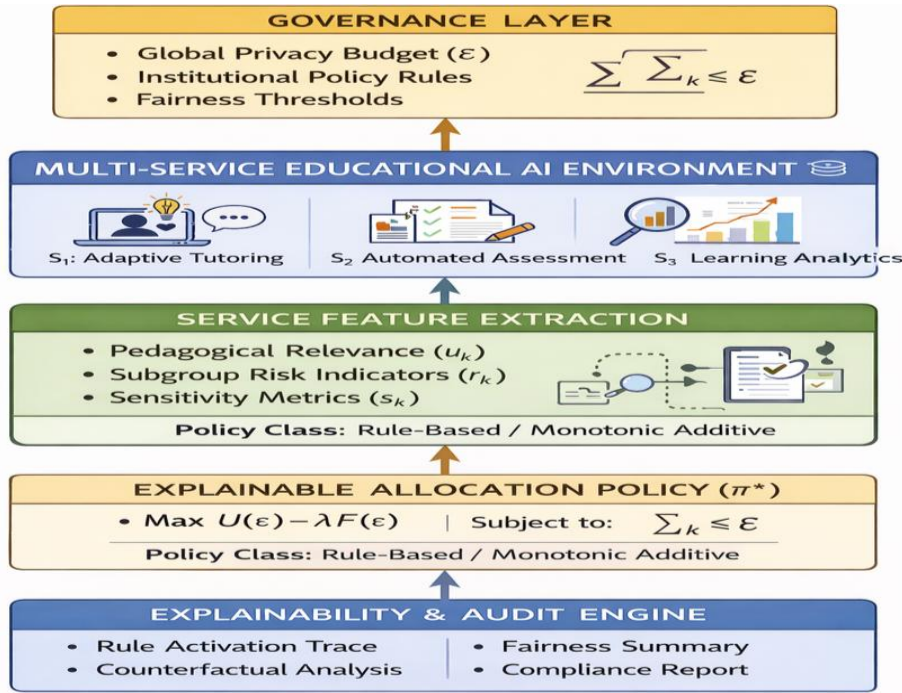 GOVERNANCE LAYER
• Global Privacy Budget (ε)
• Institutional Policy Rules
• Fairness Thresholds
∑ ∑ₖ ≤ ε
MULTI-SERVICE EDUCATIONAL AI ENVIRONMENT
S₁: Adaptive Tutoring
S₂ Automated Assessment
S₃ Learning Analytics
SERVICE FEATURE EXTRACTION
• Pedagogical Relevance (uₖ)
• Subgroup Risk Indicators (rₖ)
• Sensitivity Metrics (sₖ)
Policy Class: Rule-Based / Monotonic Additive
EXPLAINABLE ALLOCATION POLICY (π*)
• Max U(ε) – λF(ε) | Subject to: ∑ₖ ≤ ε
Policy Class: Rule-Based / Monotonic Additive
EXPLAINABILITY & AUDIT ENGINE
• Rule Activation Trace
• Counterfactual Analysis
• Fairness Summary
• Compliance Report